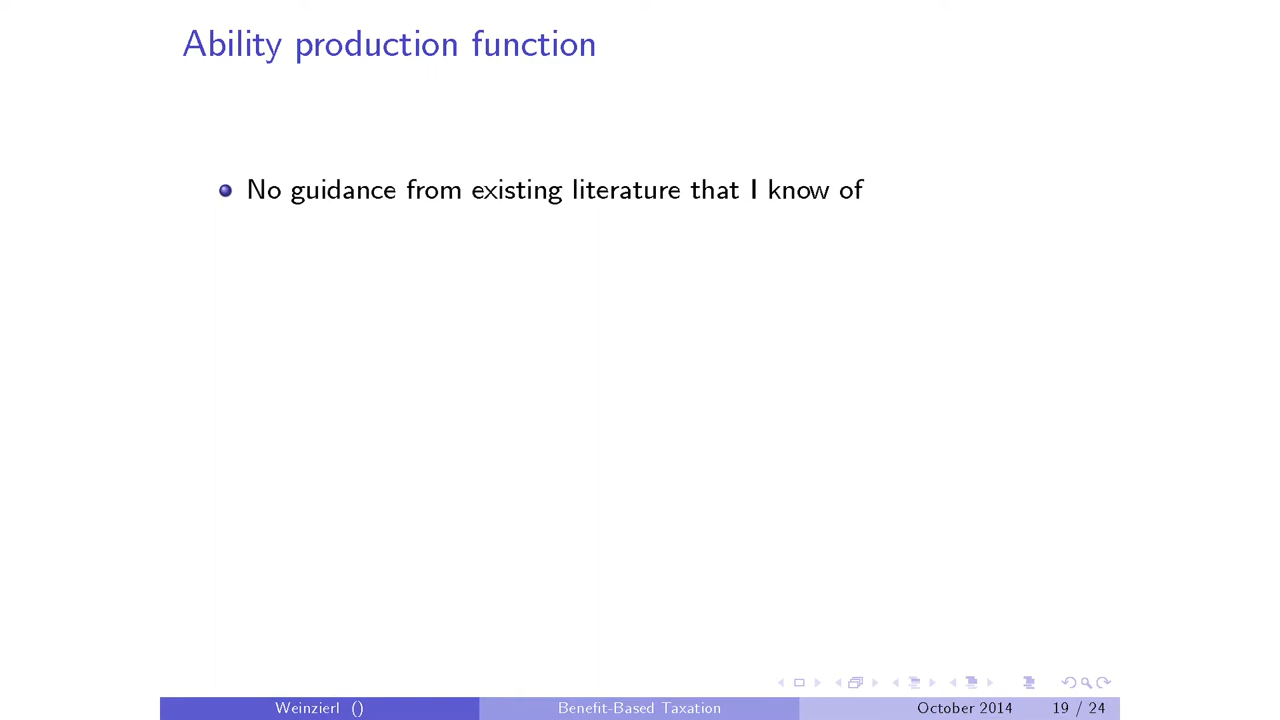 Ability production function
No guidance from existing literature that I know of
Weinzierl ()
Benefit-Based Taxation
October 2014
19 / 24